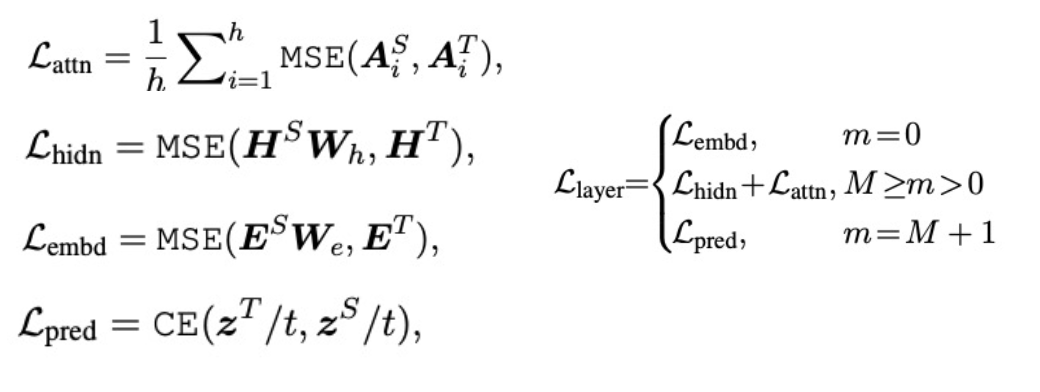 ℒ_attn = 1/h ∑_{i=1}^{h} MSE(A_i^S, A_i^T),
ℒ_hidn = MSE(H^S W_h, H^T),
ℒ_embd = MSE(E^S W_e, E^T),
ℒ_pred = CE(z^T/t, z^S/t),
ℒ_layer = {
ℒ_embd, m=0
ℒ_hidn+ℒ_attn, M≥m>0
ℒ_pred, m=M+1